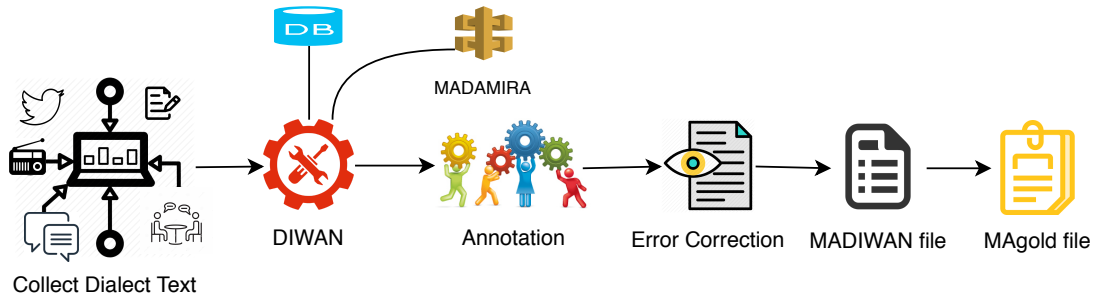 DB
MADAMIRA
DIWAN
Annotation
Error Correction
MADIWAN file
MAgold file
Collect Dialect Text